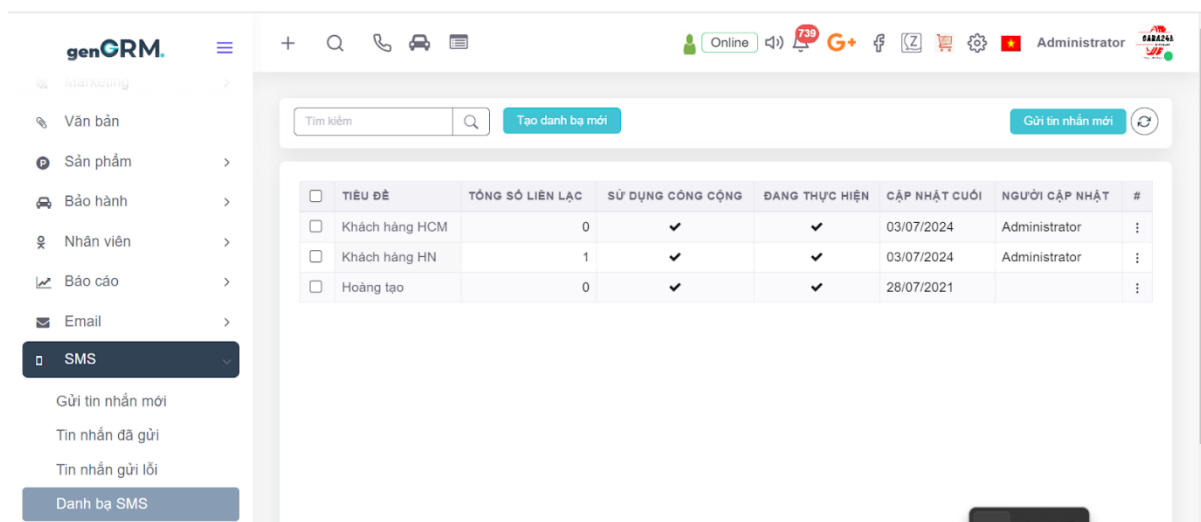 genCRM.
739
Online
G+
Z
Administrator
GARA24h
Marketing
Văn bản
Sản phẩm
Bảo hành
Nhân viên
Báo cáo
Email
SMS
Gửi tin nhắn mới
Tin nhắn đã gửi
Tin nhắn gửi lỗi
Danh bạ SMS
Tìm kiếm
Tạo danh bạ mới
Gửi tin nhắn mới
TIÊU ĐỀ TỔNG SỐ LIÊN LẠC SỬ DỤNG CÔNG CỘNG ĐANG THỰC HIỆN CẬP NHẬT CUỐI NGƯỜI CẬP NHẬT #
Khách hàng HCM 0 03/07/2024 Administrator
Khách hàng HN 1 03/07/2024 Administrator
Hoàng tạo 0 28/07/2021